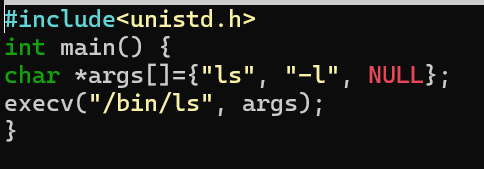 #include<unistd.h>
int main() {
char *args[]={"ls", "-l", NULL};
execv("/bin/ls", args);
}